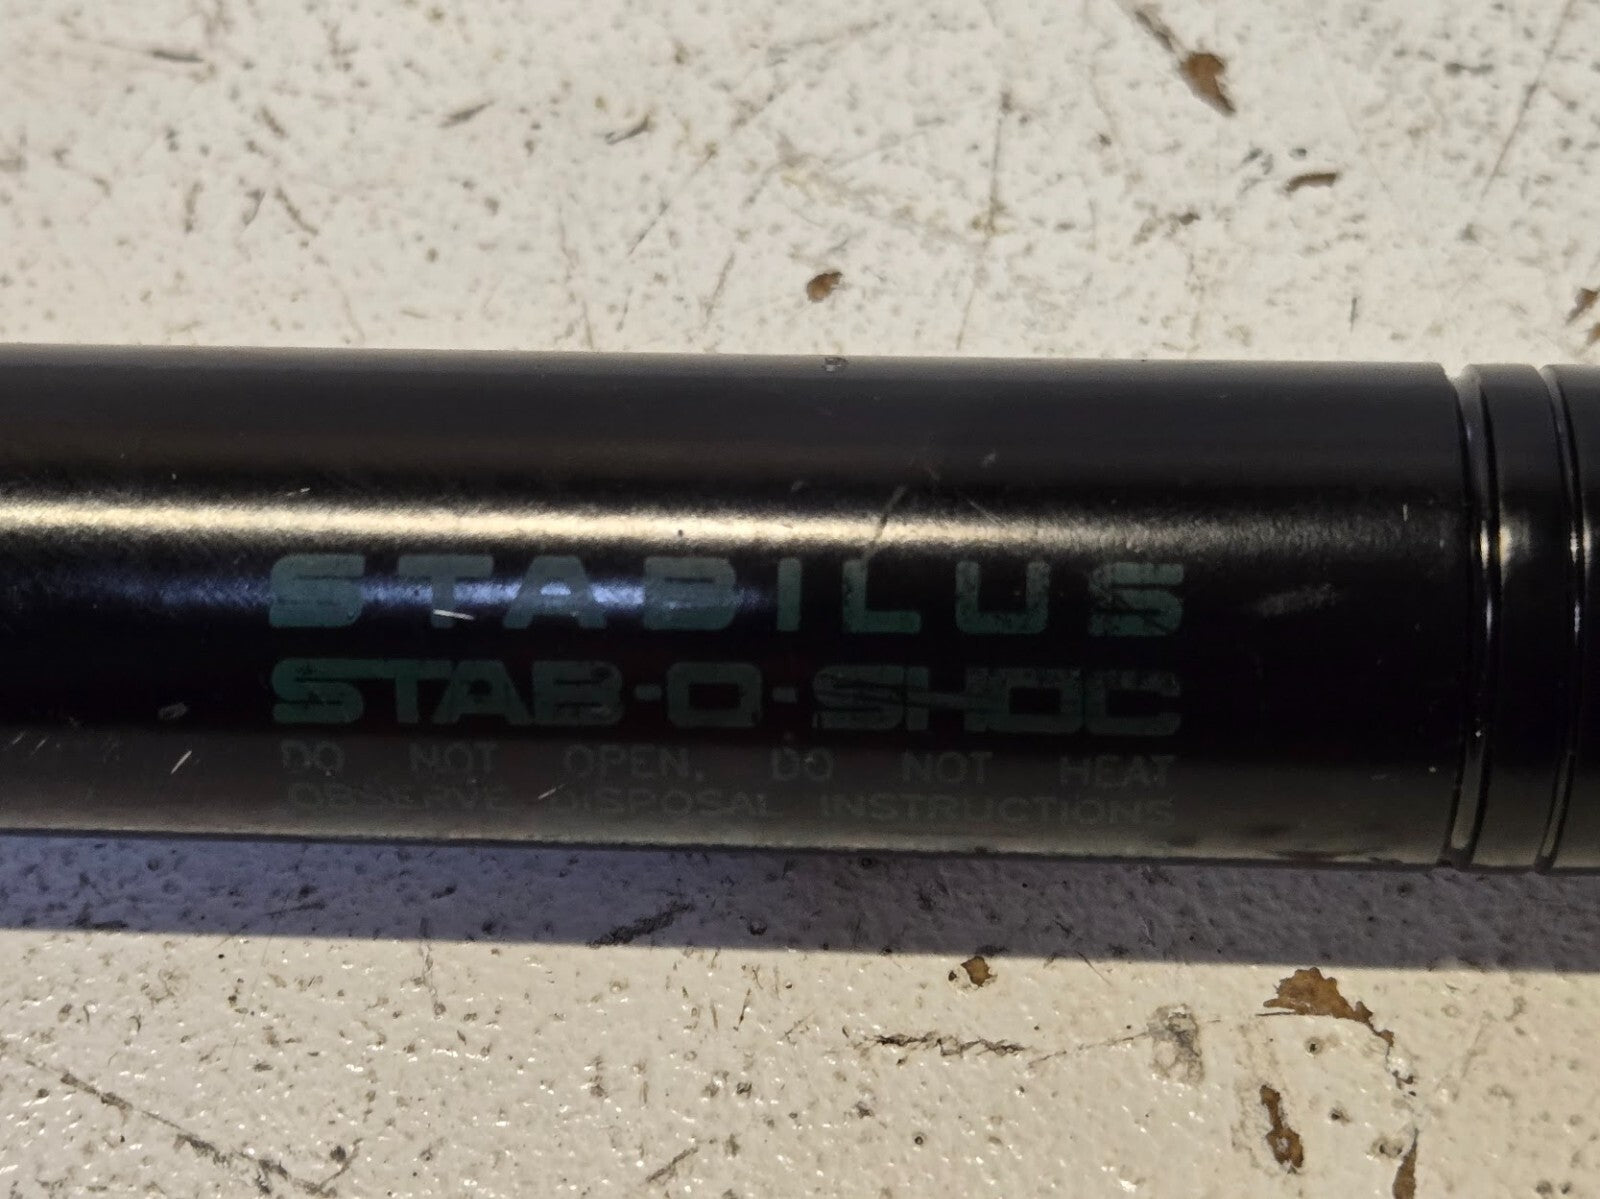 STABILUS
STAB-O-SHOC
DO NOT OPEN. DO NOT HEAT
OBSERVE DISPOSAL INSTRUCTIONS